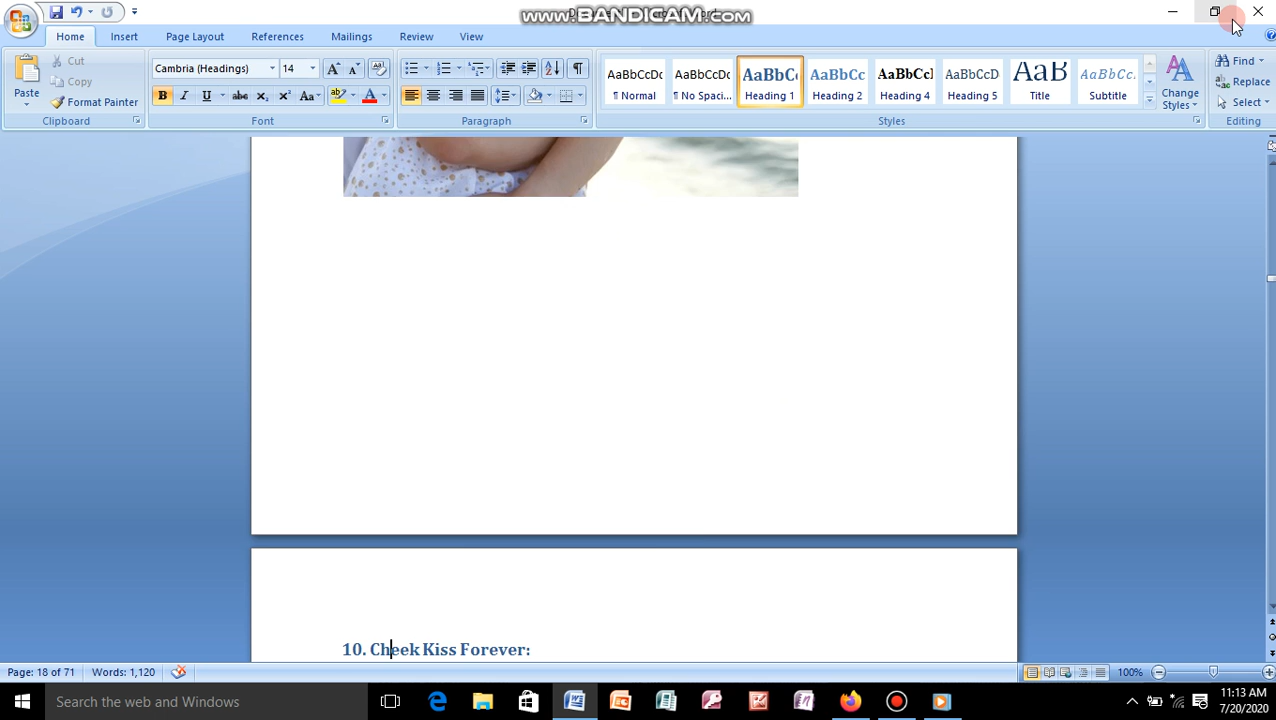 www.BANDICAM.com
Home Insert Page Layout References Mailings Review View
Paste
Cut
Copy
Format Painter
Clipboard
Cambria (Headings) 14
Font
Paragraph
AaBbCcDc AaBbCcDc AaBbCc AaBbCc AaBbCcI AaBbCcD AaB AaBbCc.
¶ Normal ¶ No Spaci... Heading 1 Heading 2 Heading 4 Heading 5 Title Subtitle
Change Styles
Styles
Find
Replace
Select
Editing
10. Cheek Kiss Forever:
Page: 18 of 71 Words: 1,120 100%
Search the web and Windows
11:13 AM
7/20/2020